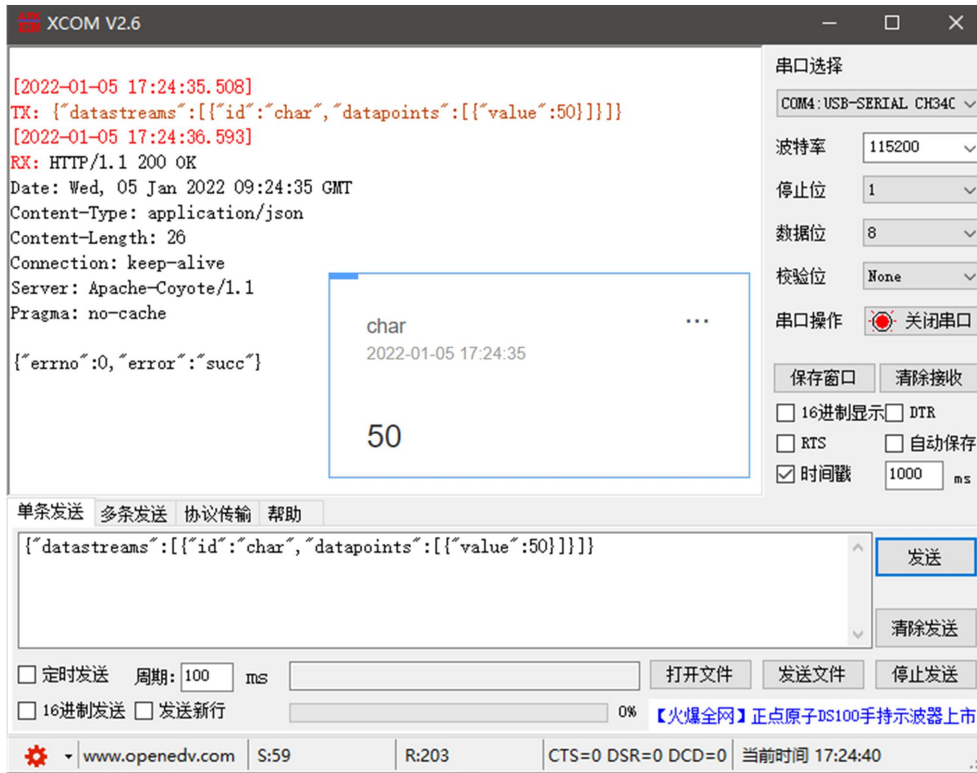 XCOM V2.6
[2022-01-05 17:24:35.508]
TX: {"datastreams":[{"id":"char","datapoints":[{"value":50}]}]}
[2022-01-05 17:24:36.593]
RX: HTTP/1.1 200 OK
Date: Wed, 05 Jan 2022 09:24:35 GMT
Content-Type: application/json
Content-Length: 26
Connection: keep-alive
Server: Apache-Coyote/1.1
Pragma: no-cache
{"errno":0,"error":"succ"}
char
2022-01-05 17:24:35
50
串口选择
COM4:USB-SERIAL CH34C
波特率 115200
停止位 1
数据位 8
校验位 None
串口操作 关闭串口
保存窗口 清除接收
16进制显示 DTR
RTS 自动保存
时间戳 1000 ms
单条发送 多条发送 协议传输 帮助
{"datastreams":[{"id":"char","datapoints":[{"value":50}]}]}
发送
清除发送
定时发送 周期: 100 ms 打开文件 发送文件 停止发送
16进制发送 发送新行 0% 【火爆全网】正点原子DS100手持示波器上市
www.openedv.com S:59 R:203 CTS=0 DSR=0 DCD=0 当前时间 17:24:40